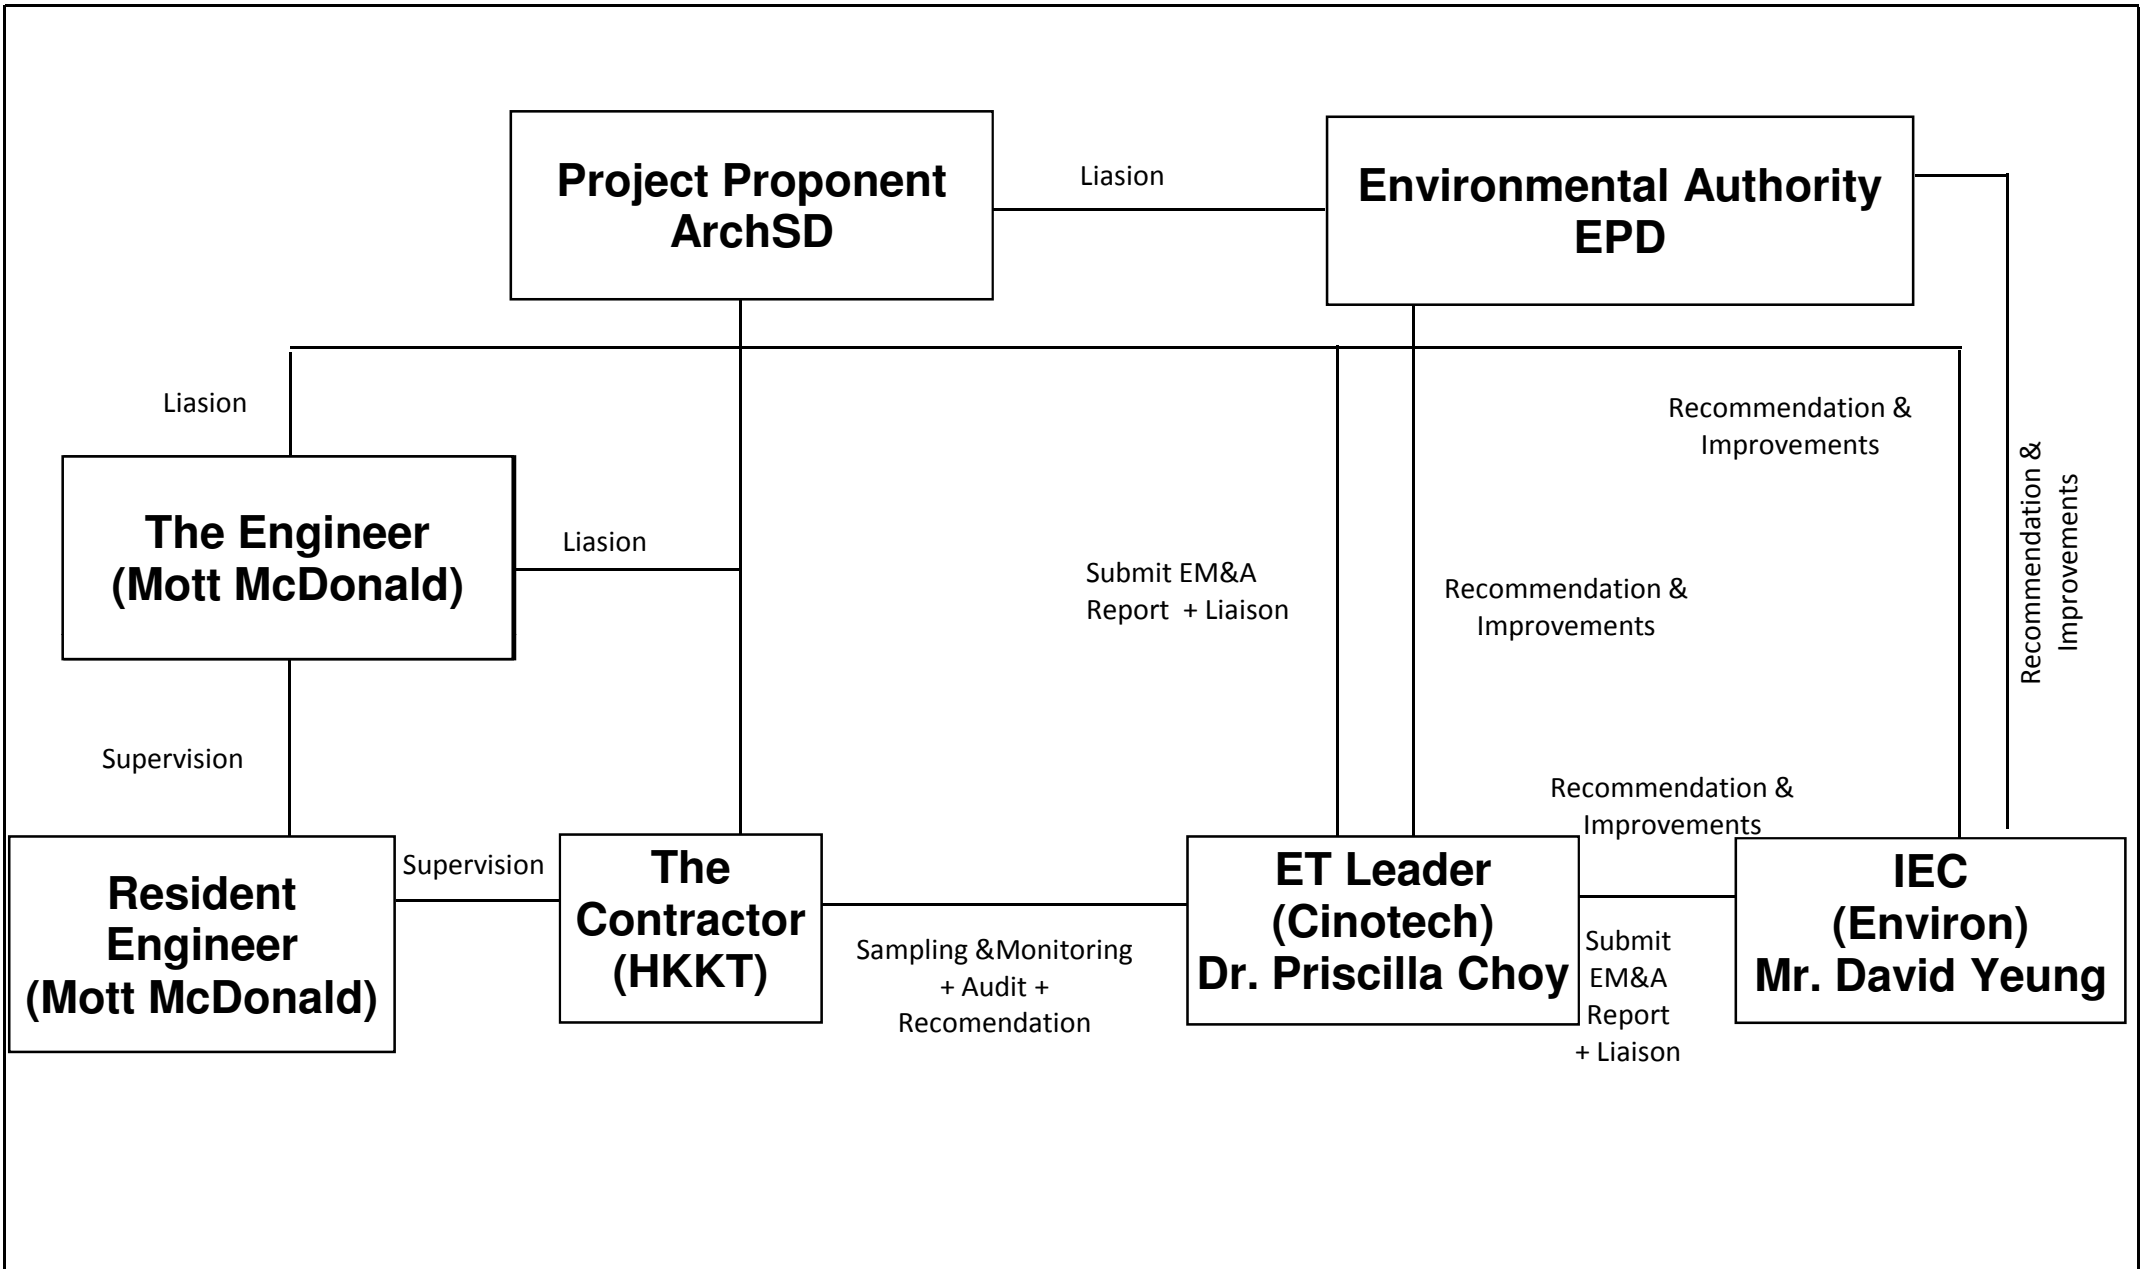 Project Proponent
ArchSD
Liasion
Environmental Authority
EPD
Liasion
Recommendation &
Improvements
Recommendation &
Improvements
The Engineer
(Mott McDonald)
Liasion
Submit EM&A
Report + Liaison
Recommendation &
Improvements
Supervision
Recommendation &
Improvements
Resident
Engineer
(Mott McDonald)
Supervision
The
Contractor
(HKKT)
Sampling &Monitoring
+ Audit +
Recomendation
ET Leader
(Cinotech)
Dr. Priscilla Choy
Submit
EM&A
Report
+ Liaison
IEC
(Environ)
Mr. David Yeung